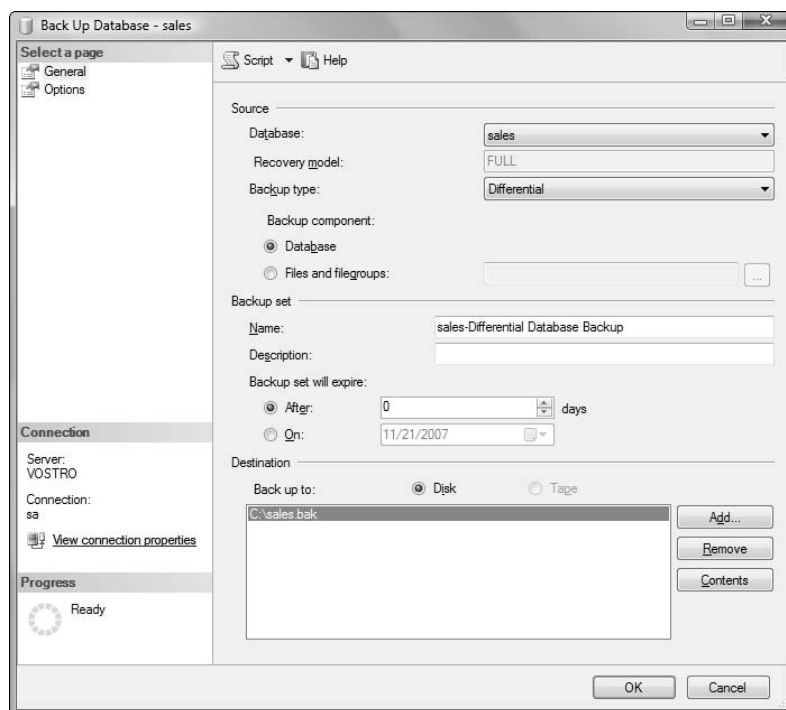 Back Up Database - sales
Select a page
General
Options
Script Help
Source
Database: sales
Recovery model: FULL
Backup type: Differential
Backup component:
Database
Files and filegroups: ...
Backup set
Name: sales-Differential Database Backup
Description:
Backup set will expire:
After: 0 days
On: 11/21/2007
Destination
Back up to: Disk Tape
C:\sales.bak
Add...
Remove
Contents
Connection
Server:
VOSTRO
Connection:
sa
View connection properties
Progress
Ready
OK Cancel